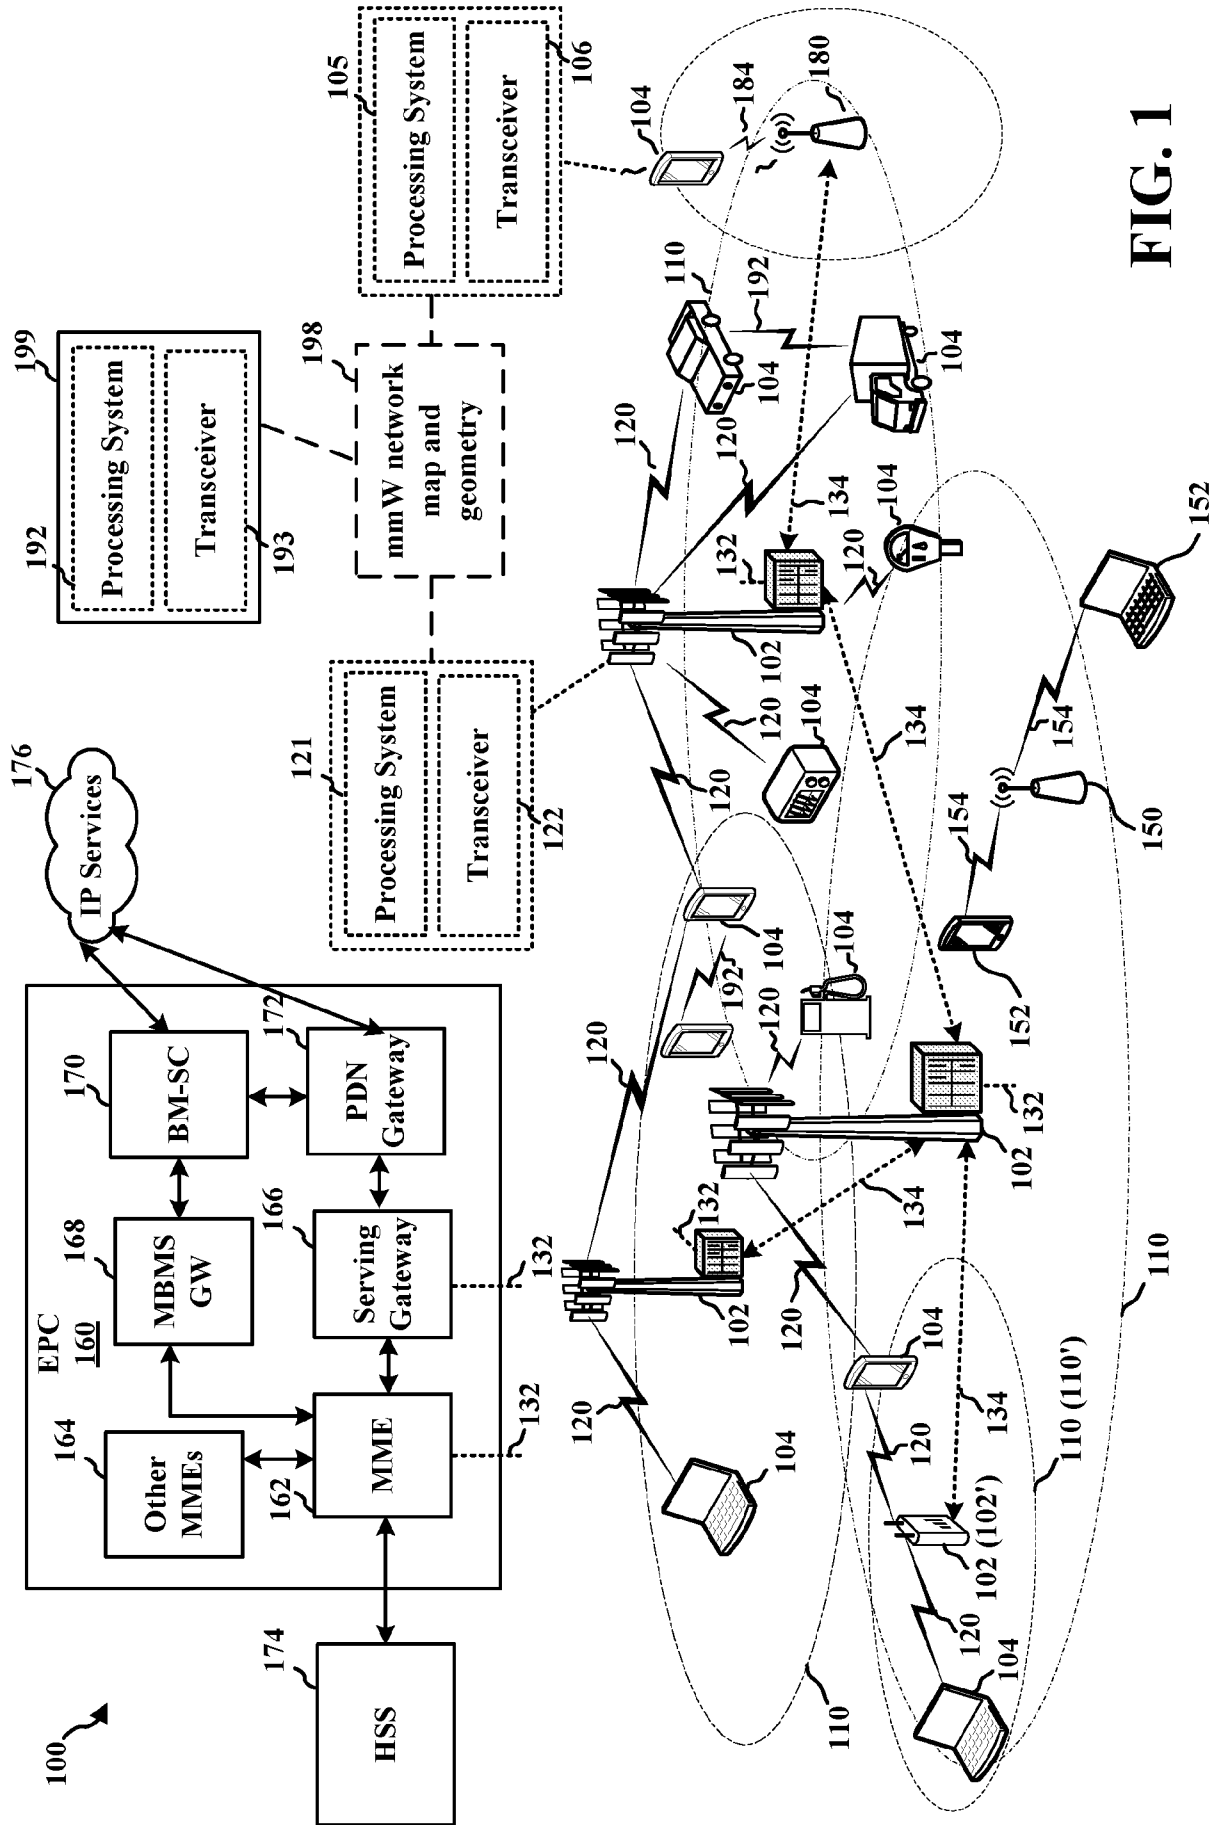 100
174
HSS
EPC
160
164
Other
MMEs
162
MME
132
168
MBMS
GW
166
Serving
Gateway
132
170
BM-SC
172
PDN
Gateway
176
IP Services
121
Processing System
Transceiver
122
199
192
Processing System
Transceiver
193
198
mmW network
map and
geometry
105
Processing System
Transceiver
106
104
184
180
110
192
104
104
120
120
134
132
102
120
104
120
104
120
134
104
192
120
104
120
132
102
134
132
102
120
120
104
110
104
120
134
102 (102')
120
104
110 (110')
110
152
154
150
154
152
FIG. 1